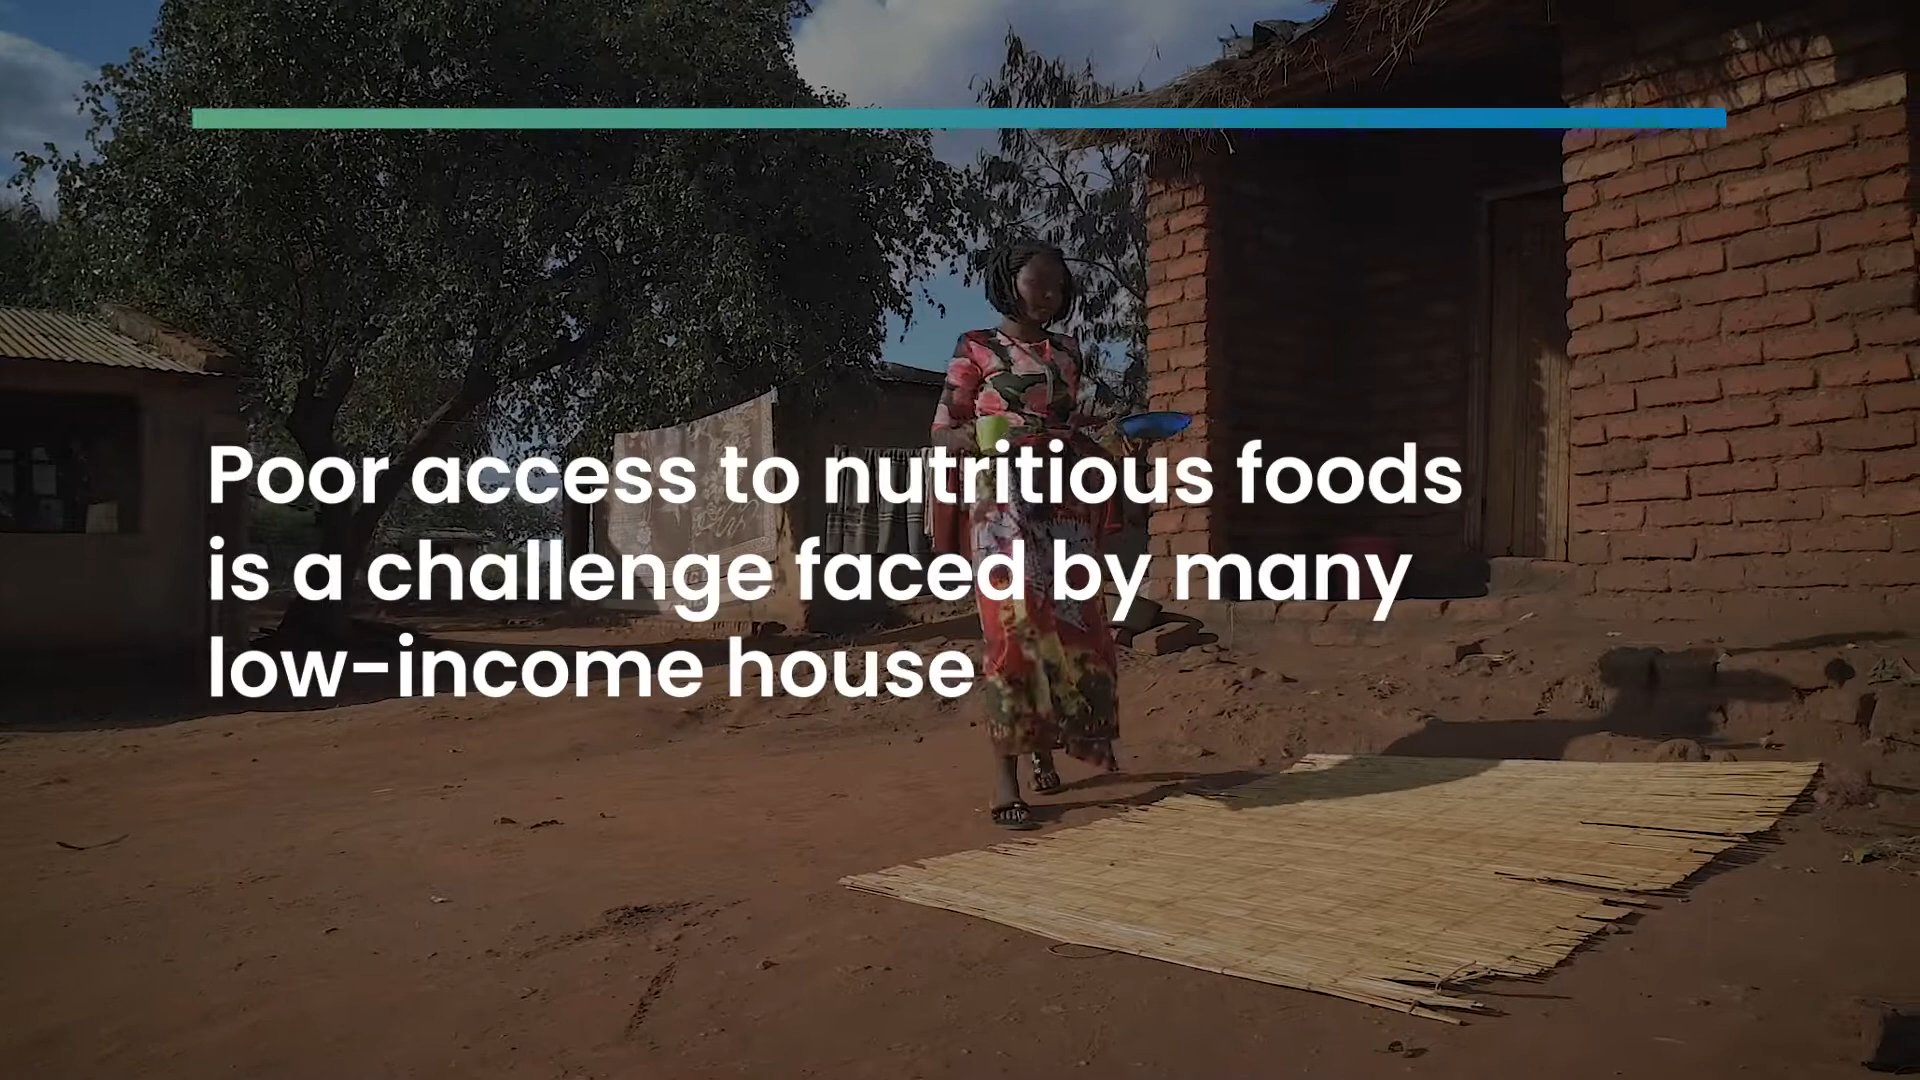 Poor access to nutritious foods
is a challenge faced by many
low-income house